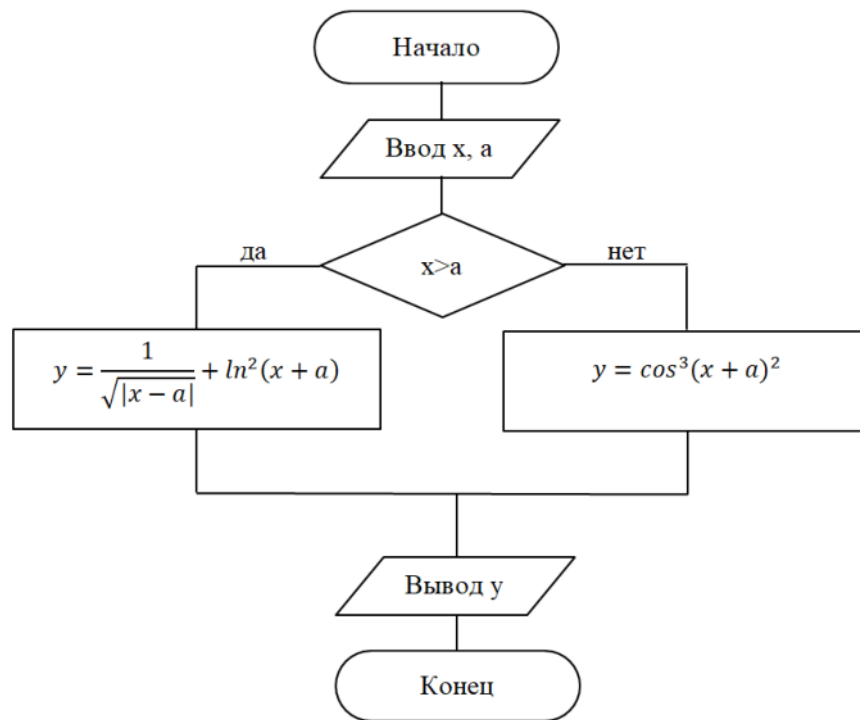 Начало
Ввод x, a
да
x>a
нет
y = 1/√|x − a| + ln²(x + a)
y = cos³(x + a)²
Вывод y
Конец